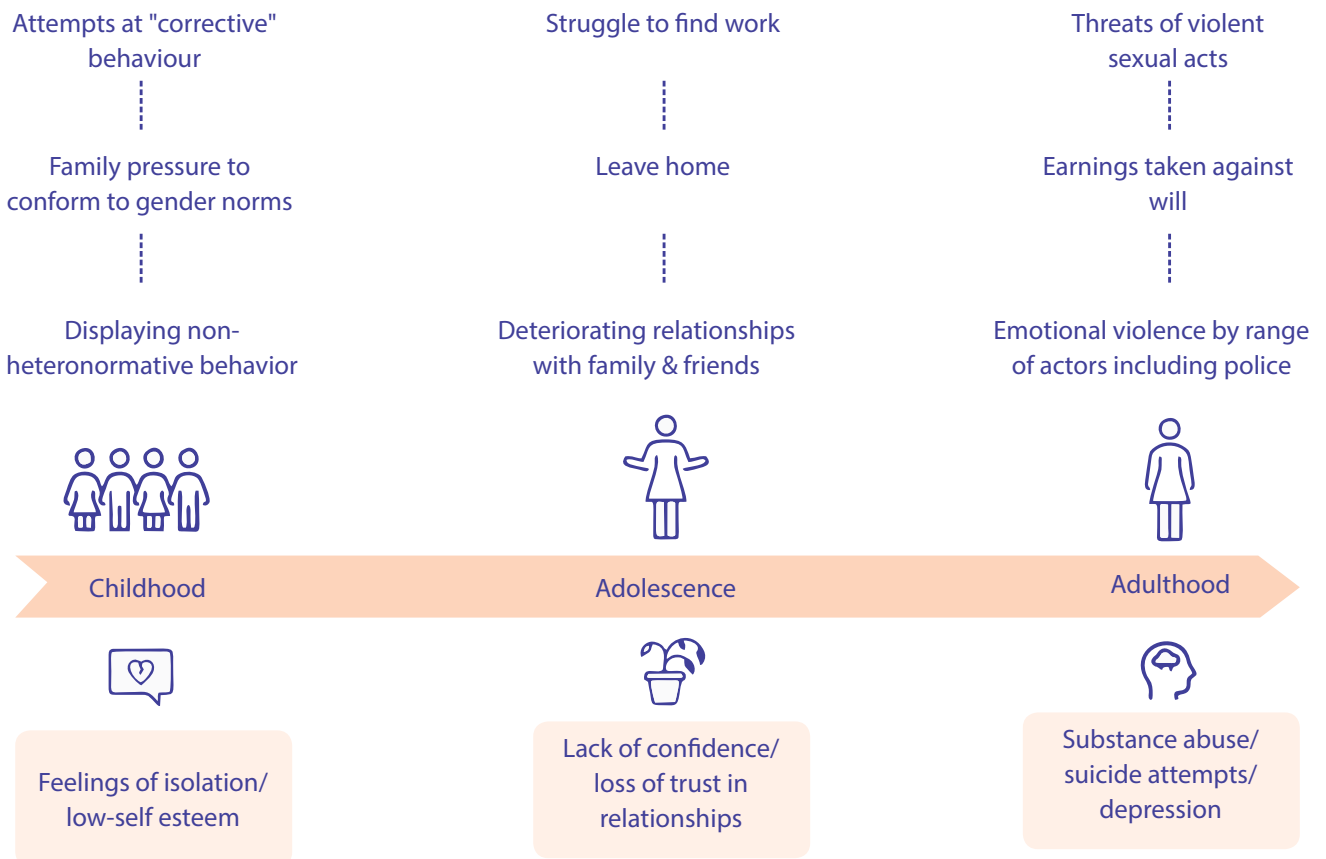 Attempts at "corrective"
behaviour
Struggle to find work
Threats of violent
sexual acts
Family pressure to
conform to gender norms
Leave home
Earnings taken against
will
Displaying non-
heteronormative behavior
Deteriorating relationships
with family & friends
Emotional violence by range
of actors including police
Childhood
Adolescence
Adulthood
Feelings of isolation/
low-self esteem
Lack of confidence/
loss of trust in
relationships
Substance abuse/
suicide attempts/
depression